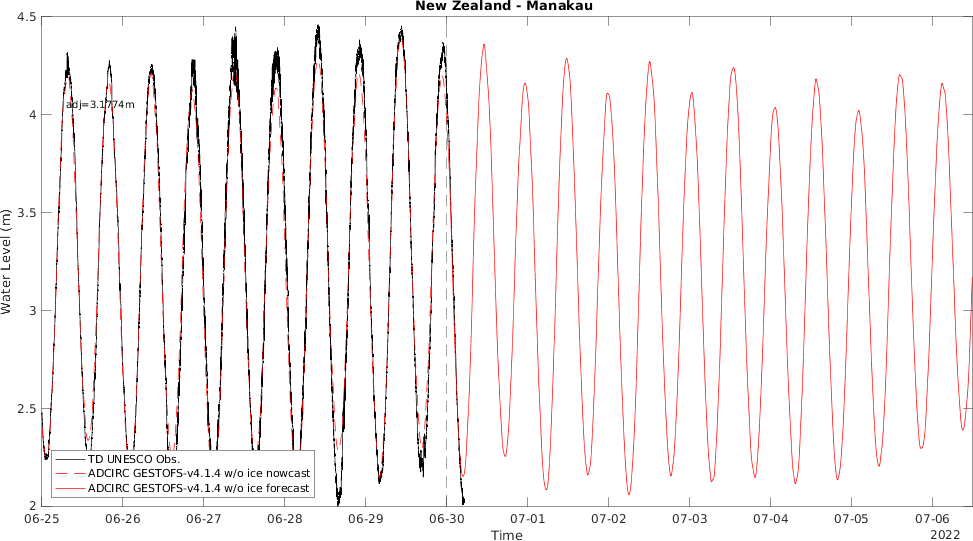 New Zealand - Manakau
4.5
4
3.5
3
2.5
2
Water Level (m)
adj=3.1774m
TD UNESCO Obs.
ADCIRC GESTOFS-v4.1.4 w/o ice nowcast
ADCIRC GESTOFS-v4.1.4 w/o ice forecast
06-25 06-26 06-27 06-28 06-29 06-30 07-01 07-02 07-03 07-04 07-05 07-06
Time
2022